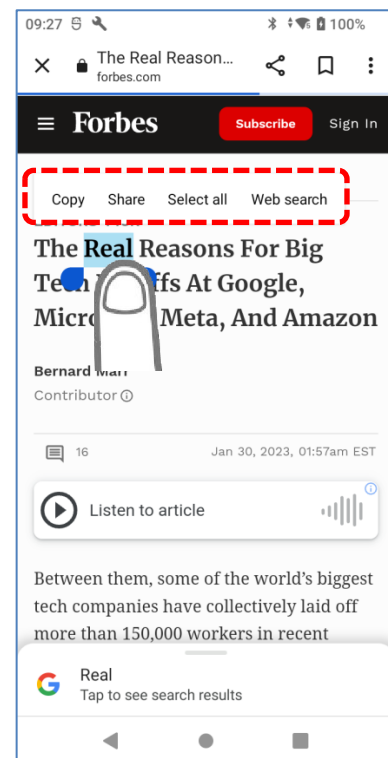 09:27 100%
The Real Reason...
forbes.com
Forbes Subscribe Sign In
Copy Share Select all Web search
The Real Reasons For Big
ffs At Google,
Meta, And Amazon
Bernard Marr
Contributor
16 Jan 30, 2023, 01:57am EST
Listen to article
Between them, some of the world's biggest
tech companies have collectively laid off
more than 150,000 workers in recent
Real
Tap to see search results